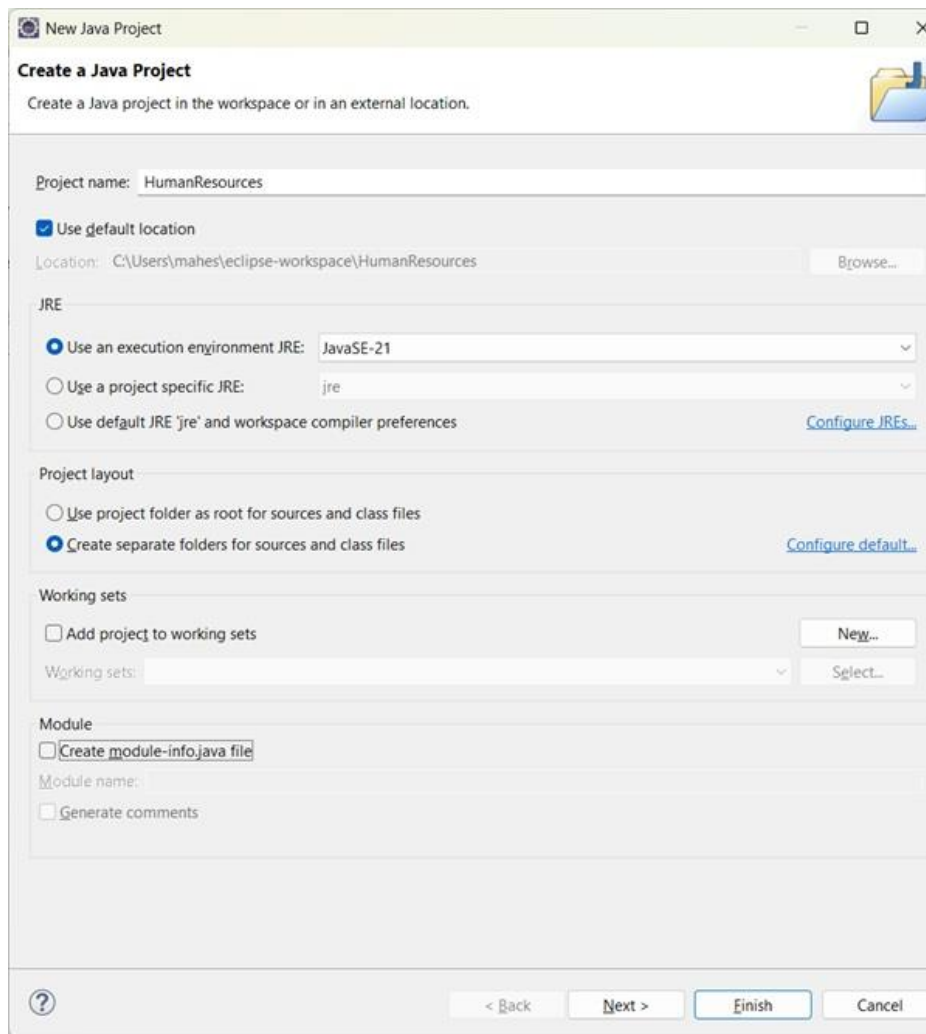 New Java Project
Create a Java Project
Create a Java project in the workspace or in an external location.
Project name: HumanResources
Use default location
Location: C:\Users\mahes\eclipse-workspace\HumanResources Browse...
JRE
Use an execution environment JRE: JavaSE-21
Use a project specific JRE: jre
Use default JRE 'jre' and workspace compiler preferences Configure JREs...
Project layout
Use project folder as root for sources and class files
Create separate folders for sources and class files Configure default...
Working sets
Add project to working sets New...
Working sets: Select...
Module
Create module-info.java file
Module name:
Generate comments
? < Back Next > Finish Cancel